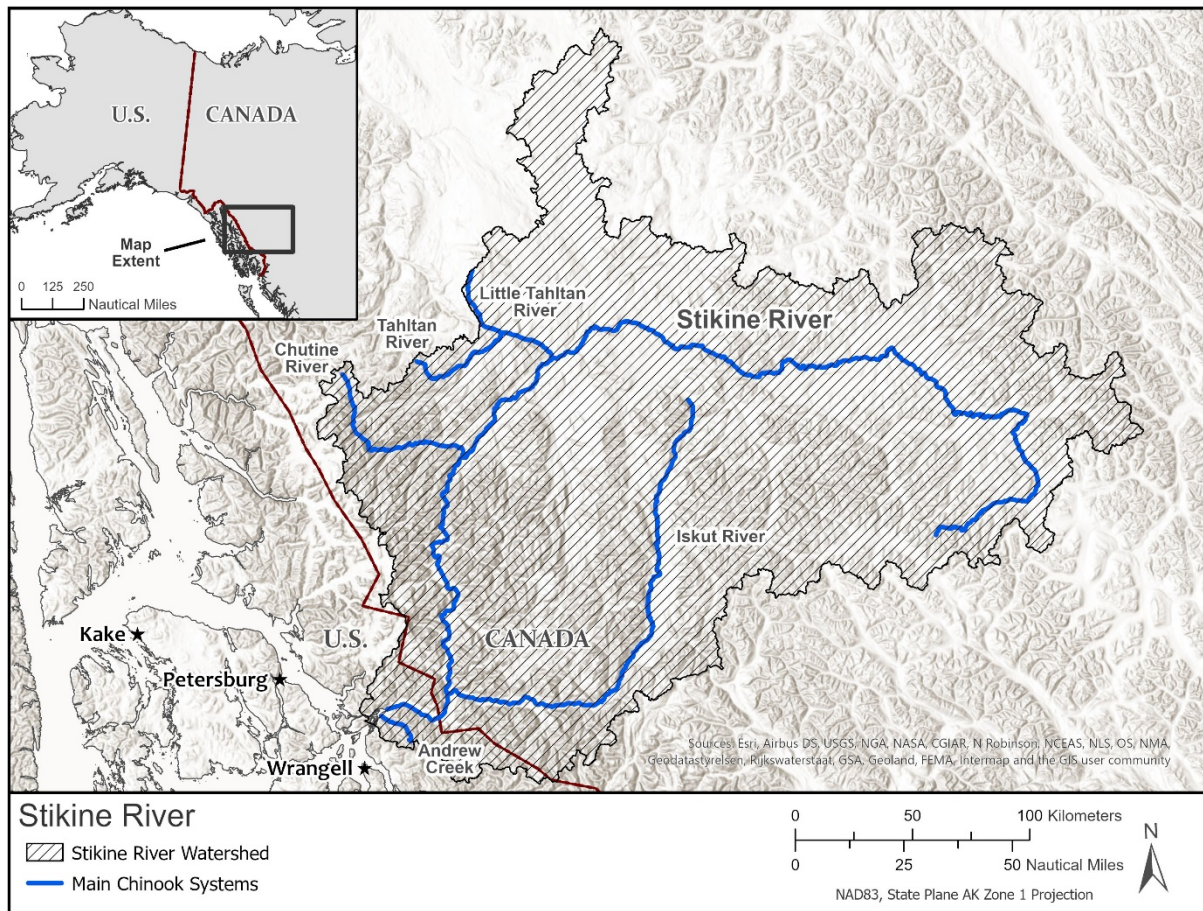 U.S.
CANADA
Map
Extent
0 125 250
Nautical Miles
Little Tahltan
River
Stikine River
Tahltan
River
Chutine
River
Iskut River
Kake
U.S.
CANADA
Petersburg
Andrew
Creek
Wrangell
Sources: Esri, Airbus DS, USGS, NGA, NASA, CGIAR, N Robinson, NCEAS, NLS, OS, NMA,
Geodatastyrelsen, Rijkswaterstaat, GSA, Geoland, FEMA, Intermap and the GIS user community
Stikine River
Stikine River Watershed
Main Chinook Systems
0 50 100 Kilometers
0 25 50 Nautical Miles
NAD83, State Plane AK Zone 1 Projection
N